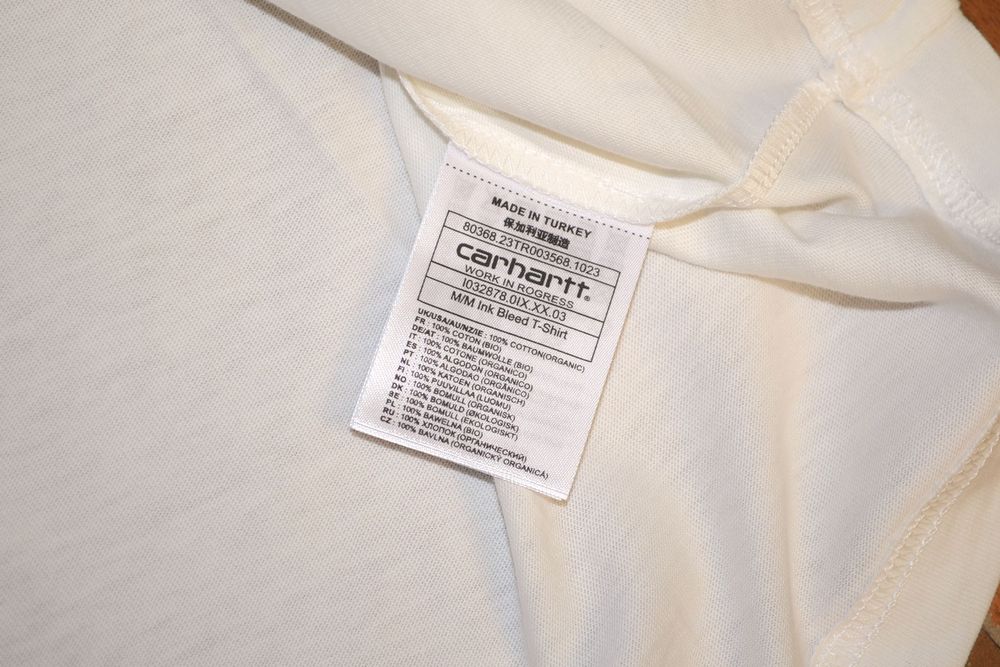 MADE IN TURKEY
保加利亚制造
80368.23TR003568.1023
carhartt®
WORK IN ROGRESS
I032878.0IX.XX.03
M/M Ink Bleed T-Shirt
UK/USA/AU/NZ/IE : 100% COTTON(ORGANIC)
FR : 100% COTON (BIO)
DE/AT : 100% BAUMWOLLE (BIO)
IT : 100% COTONE (ORGANICO)
ES : 100% ALGODON (ORGANICO)
PT : 100% ALGODAO (ORGÂNICO)
NL : 100% KATOEN (ORGANISCH)
FI : 100% PUUVILLAA (LUOMU)
NO : 100% BOMULL (ORGANISK)
DK : 100% BOMULD (ØKOLOGISK)
SE : 100% BOMULL (EKOLOGISKT)
PL : 100% BAWELNA (BIO)
RU : 100% ХЛОПОК (ОРГАНИЧЕСКИЙ)
CZ : 100% BAVLNA (ORGANICKÝ ORGANICÁ)